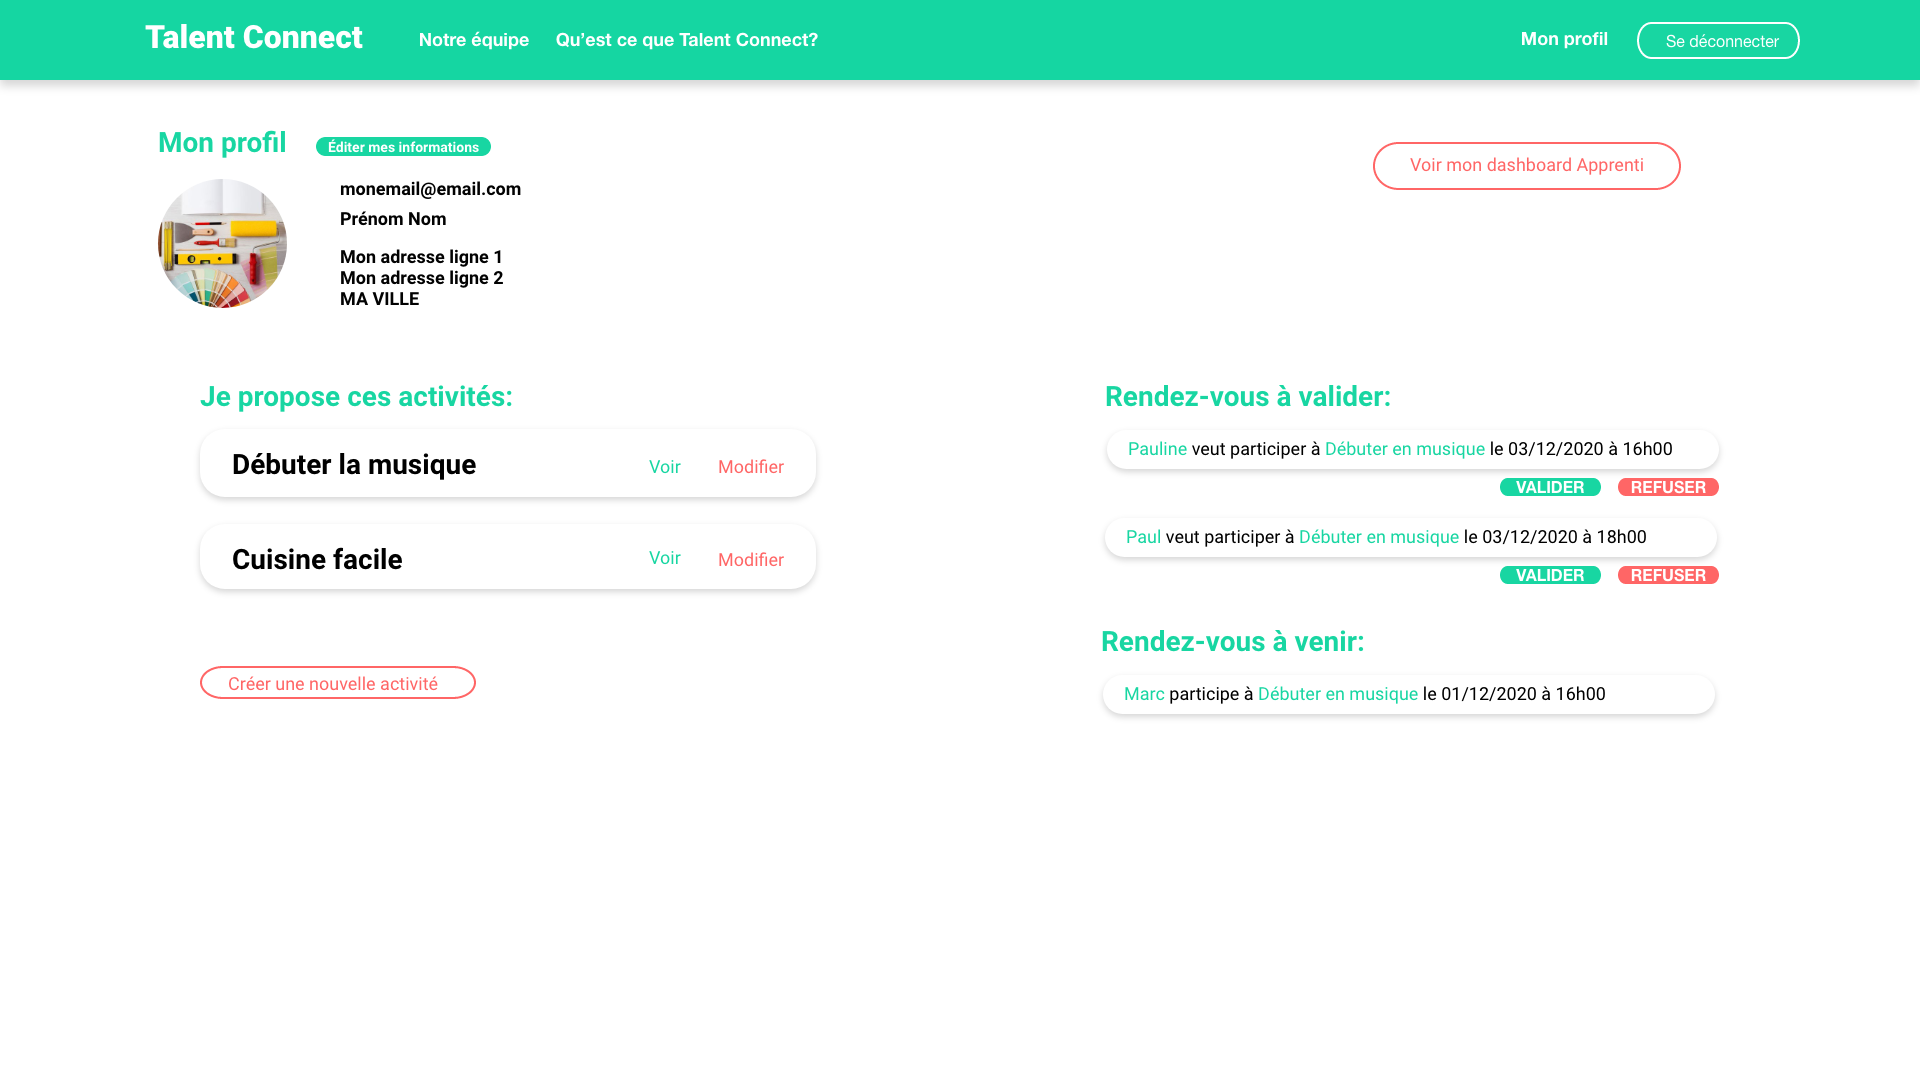 Talent Connect
Notre équipe
Qu’est ce que Talent Connect?
Mon profil
Se déconnecter
Mon profil
Éditer mes informations
Voir mon dashboard Apprenti
monemail@email.com
Prénom Nom
Mon adresse ligne 1
Mon adresse ligne 2
MA VILLE
Je propose ces activités:
Débuter la musique
Voir
Modifier
Cuisine facile
Voir
Modifier
Créer une nouvelle activité
Rendez-vous à valider:
Pauline veut participer à Débuter en musique le 03/12/2020 à 16h00
VALIDER
REFUSER
Paul veut participer à Débuter en musique le 03/12/2020 à 18h00
VALIDER
REFUSER
Rendez-vous à venir:
Marc participe à Débuter en musique le 01/12/2020 à 16h00